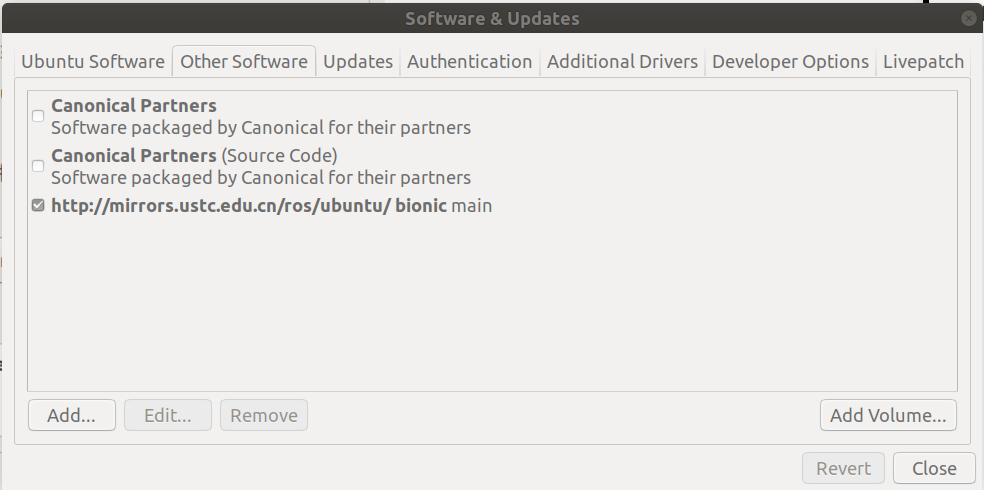 Software & Updates
Ubuntu Software Other Software Updates Authentication Additional Drivers Developer Options Livepatch
Canonical Partners
Software packaged by Canonical for their partners
Canonical Partners (Source Code)
Software packaged by Canonical for their partners
http://mirrors.ustc.edu.cn/ros/ubuntu/ bionic main
Add... Edit... Remove Add Volume...
Revert Close